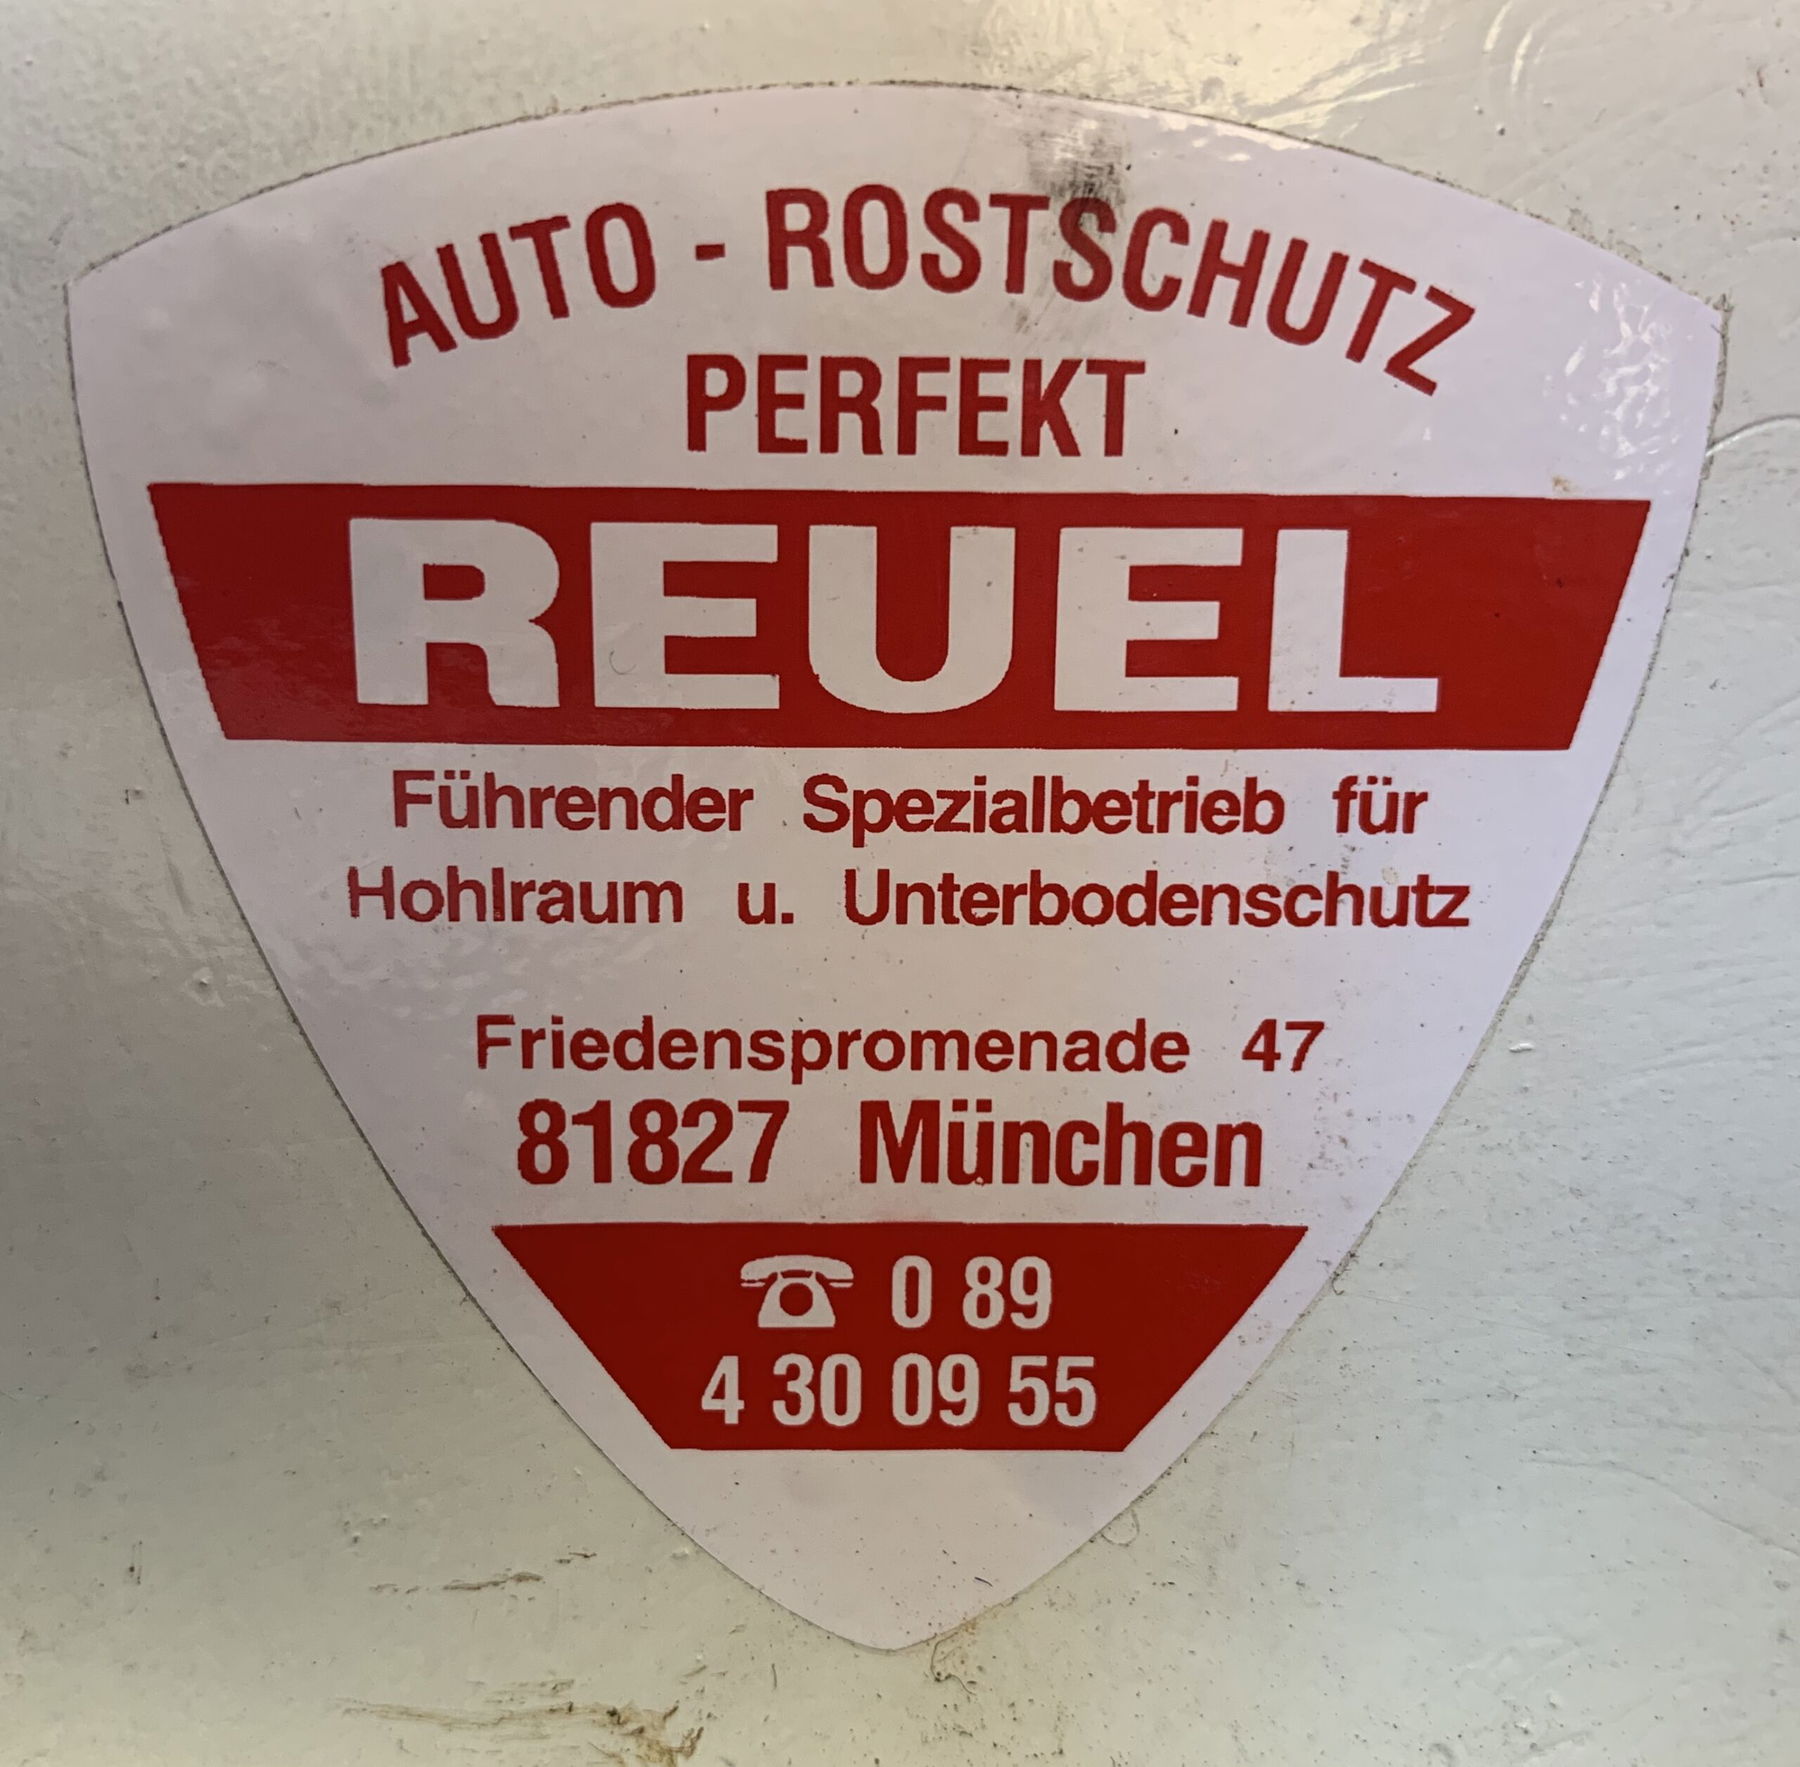 AUTO - ROSTSCHUTZ
PERFEKT
REUEL
Führender Spezialbetrieb für
Hohlraum u. Unterbodenschutz
Friedenspromenade 47
81827 München
☎ 0 89
4 30 09 55